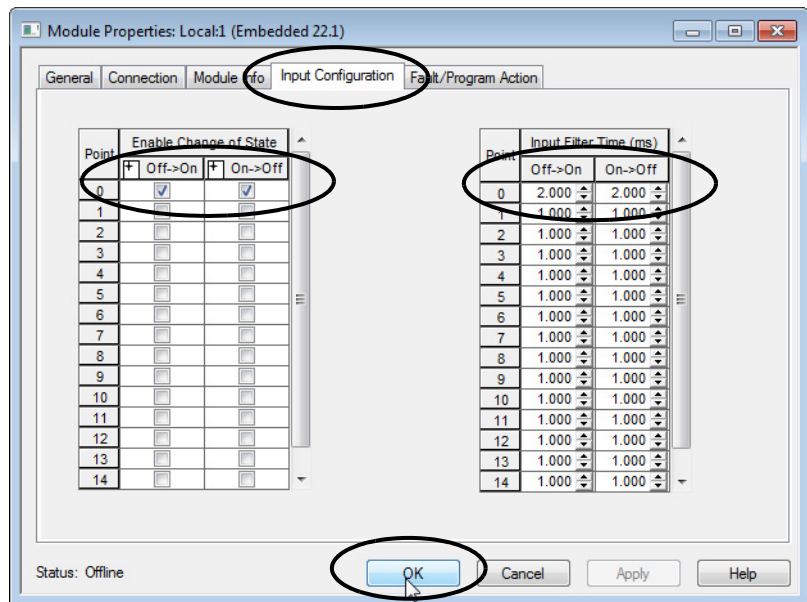 Module Properties: Local:1 (Embedded 22.1)
General Connection Module Info Input Configuration Fault/Program Action
Enable Change of State
Point Off->On On->Off
0
1
2
3
4
5
6
7
8
9
10
11
12
13
14
Input Filter Time (ms)
Point Off->On On->Off
0 2.000 2.000
1 1.000 1.000
2 1.000 1.000
3 1.000 1.000
4 1.000 1.000
5 1.000 1.000
6 1.000 1.000
7 1.000 1.000
8 1.000 1.000
9 1.000 1.000
10 1.000 1.000
11 1.000 1.000
12 1.000 1.000
13 1.000 1.000
14 1.000 1.000
Status: Offline OK Cancel Apply Help